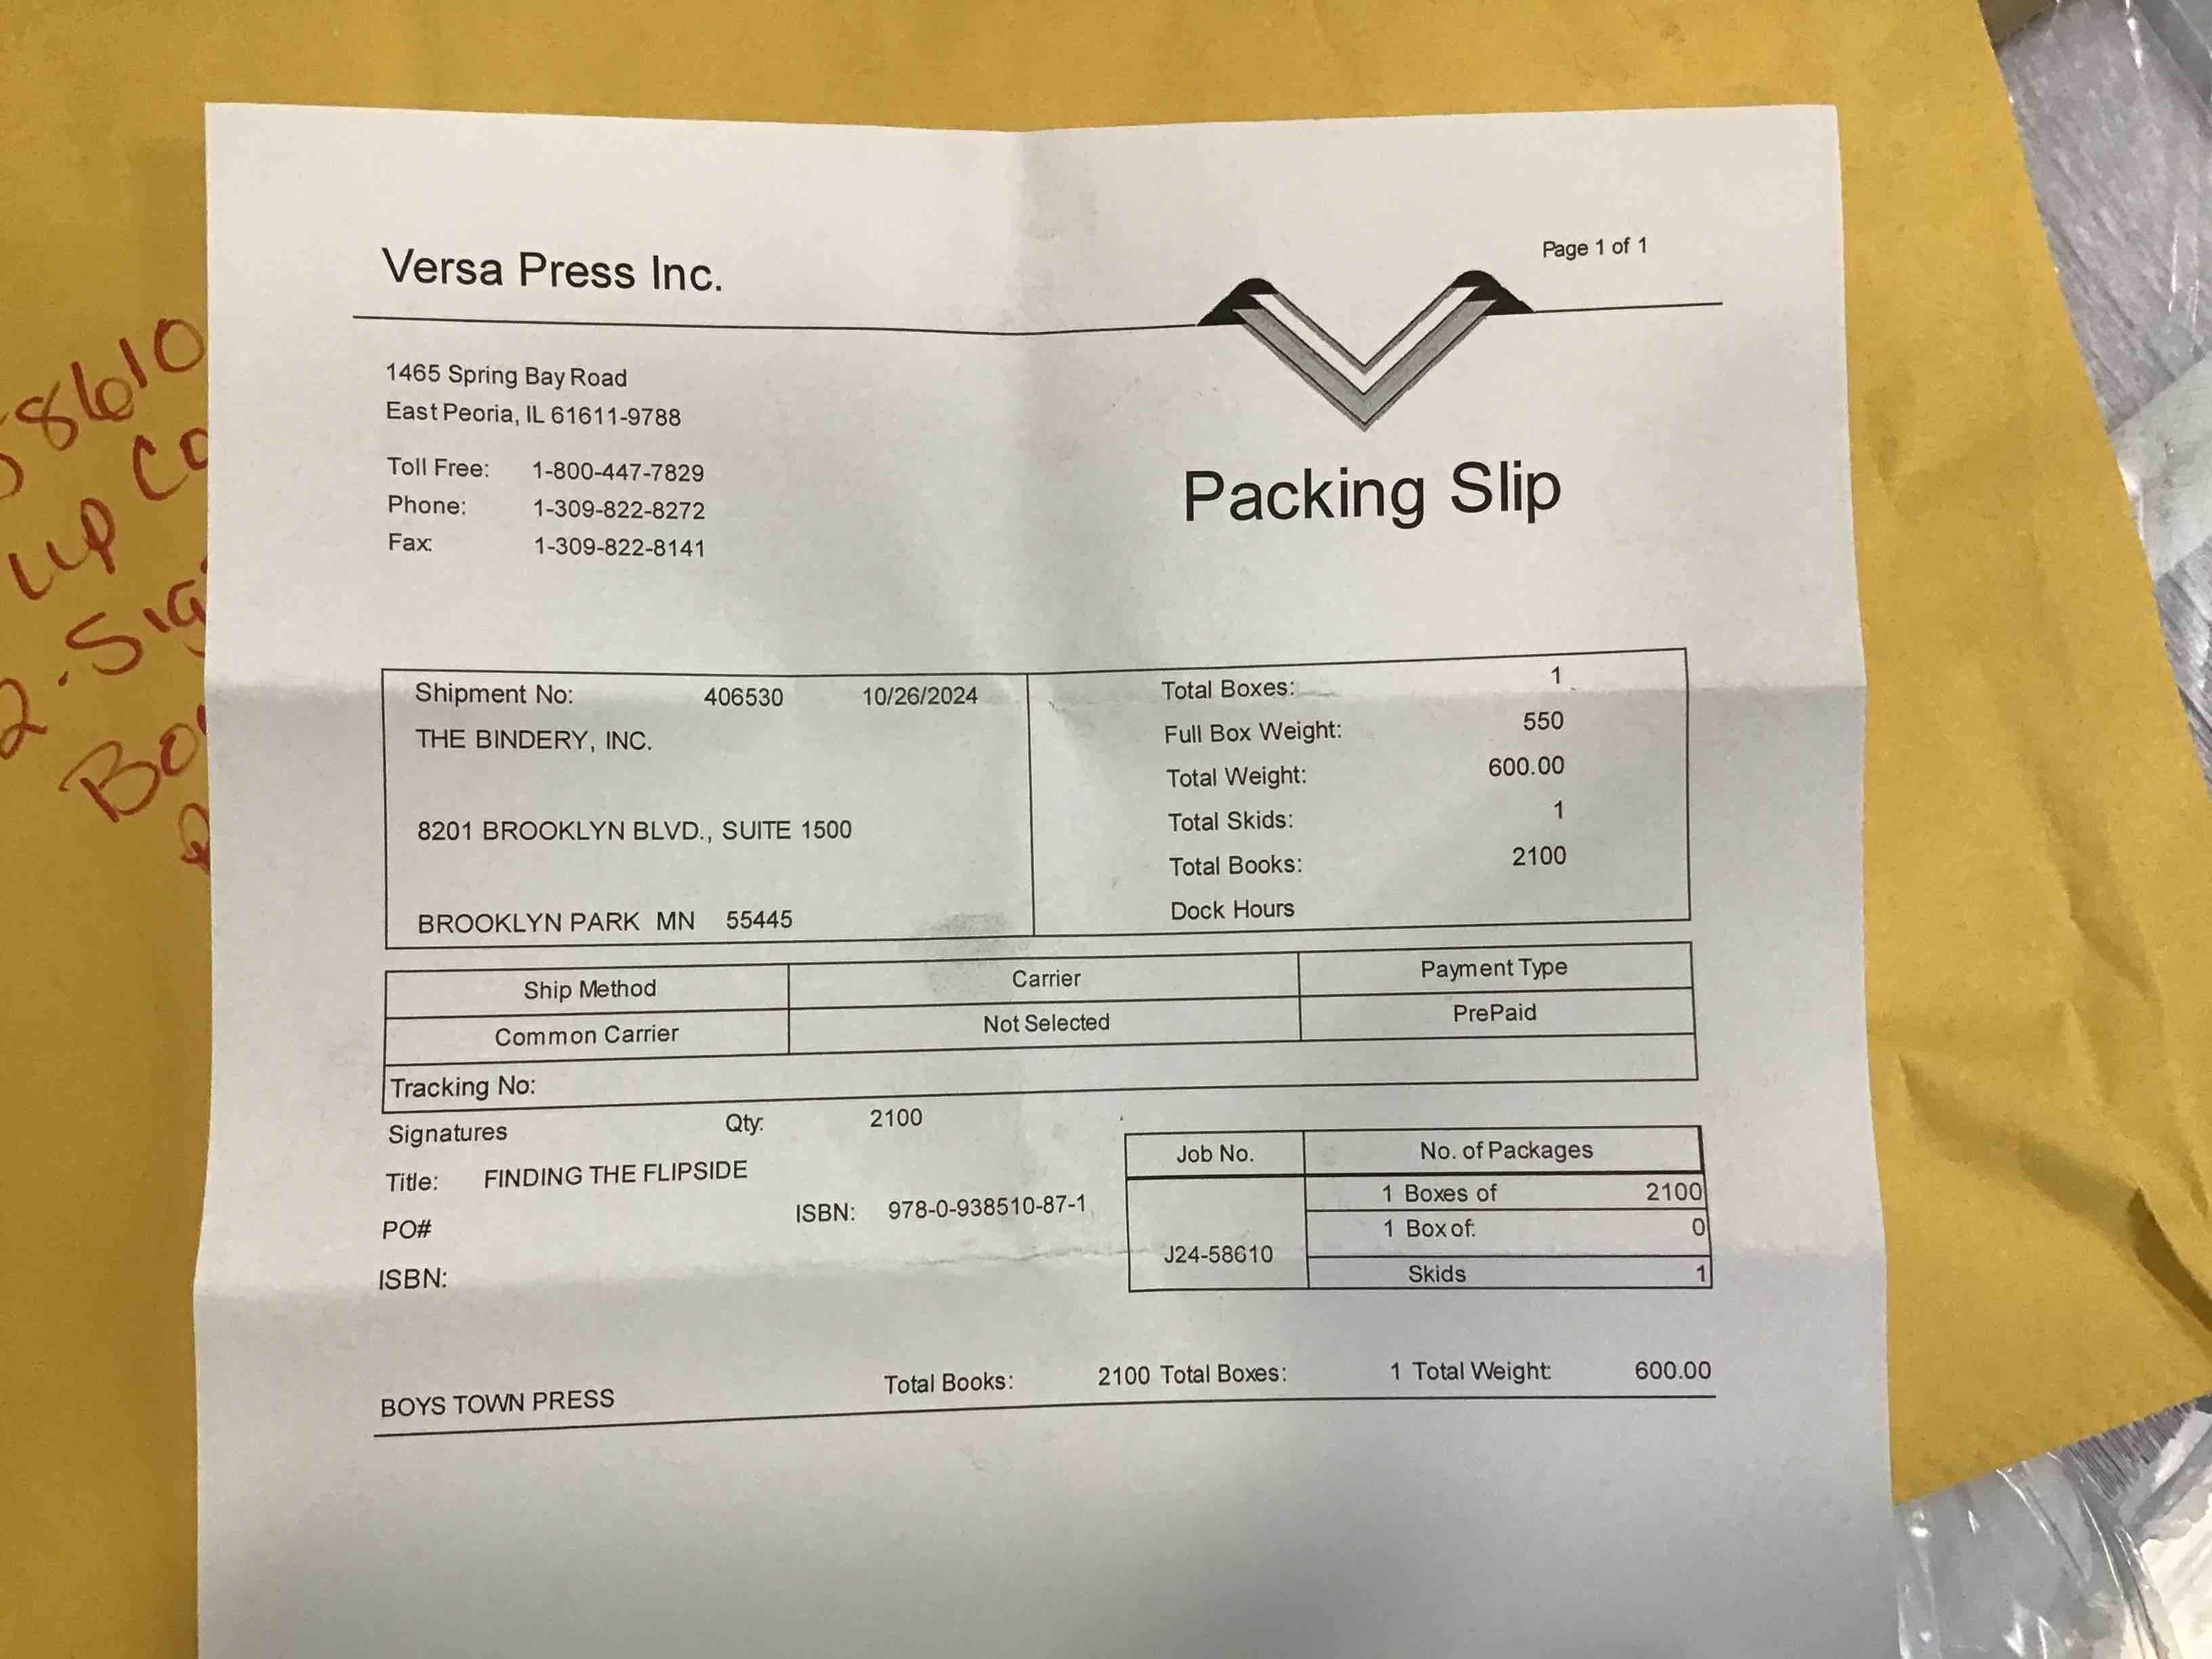 Page 1 of 1
Versa Press Inc.
1465 Spring Bay Road
East Peoria, IL 61611-9788
Toll Free: 1-800-447-7829
Phone: 1-309-822-8272
Fax: 1-309-822-8141
Packing Slip
Shipment No: 406530 10/26/2024
THE BINDERY, INC.
8201 BROOKLYN BLVD., SUITE 1500
BROOKLYN PARK MN 55445
Total Boxes: 1
Full Box Weight: 550
Total Weight: 600.00
Total Skids: 1
Total Books: 2100
Dock Hours
Ship Method Carrier Payment Type
Common Carrier Not Selected PrePaid
Tracking No:
Signatures Qty: 2100
Title: FINDING THE FLIPSIDE
PO# ISBN: 978-0-938510-87-1
ISBN:
Job No. No. of Packages
J24-58610
1 Boxes of 2100
1 Box of: 0
Skids 1
BOYS TOWN PRESS Total Books: 2100 Total Boxes: 1 Total Weight: 600.00
8610
up